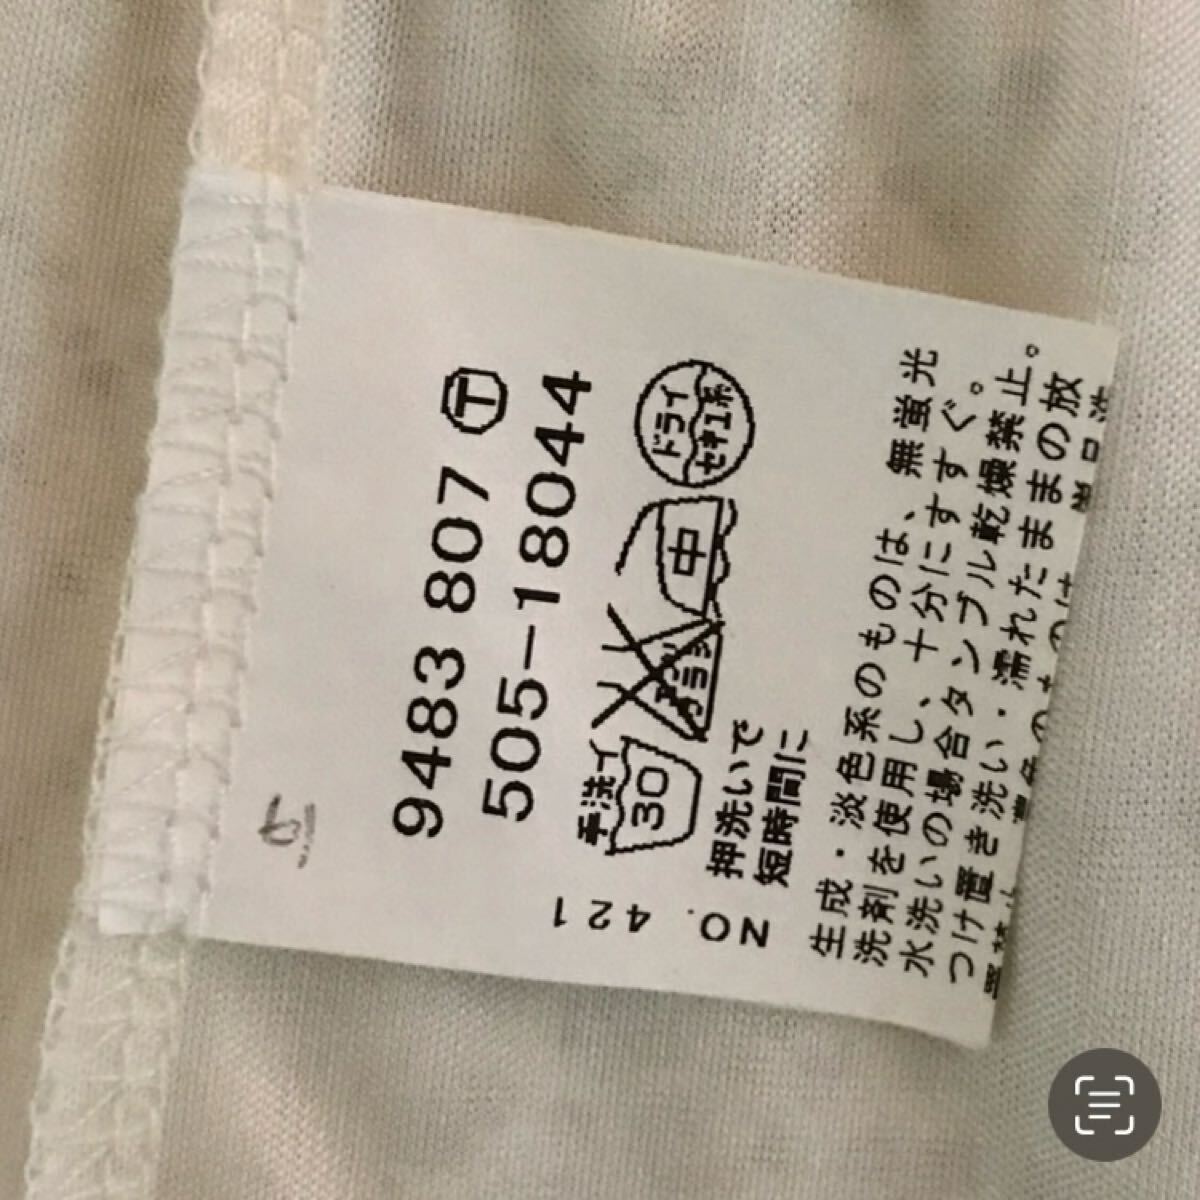 9483 807 Ⓣ
505-18044
手洗イ
30
中
ドライ
セキユ系
押洗いで
短時間に
NO. 421
生成・淡色系のものは、無蛍光
洗剤を使用し、十分にすすぐ。
水洗いの場合タンブル乾燥禁止。
つけ置き洗い・濡れたままの放